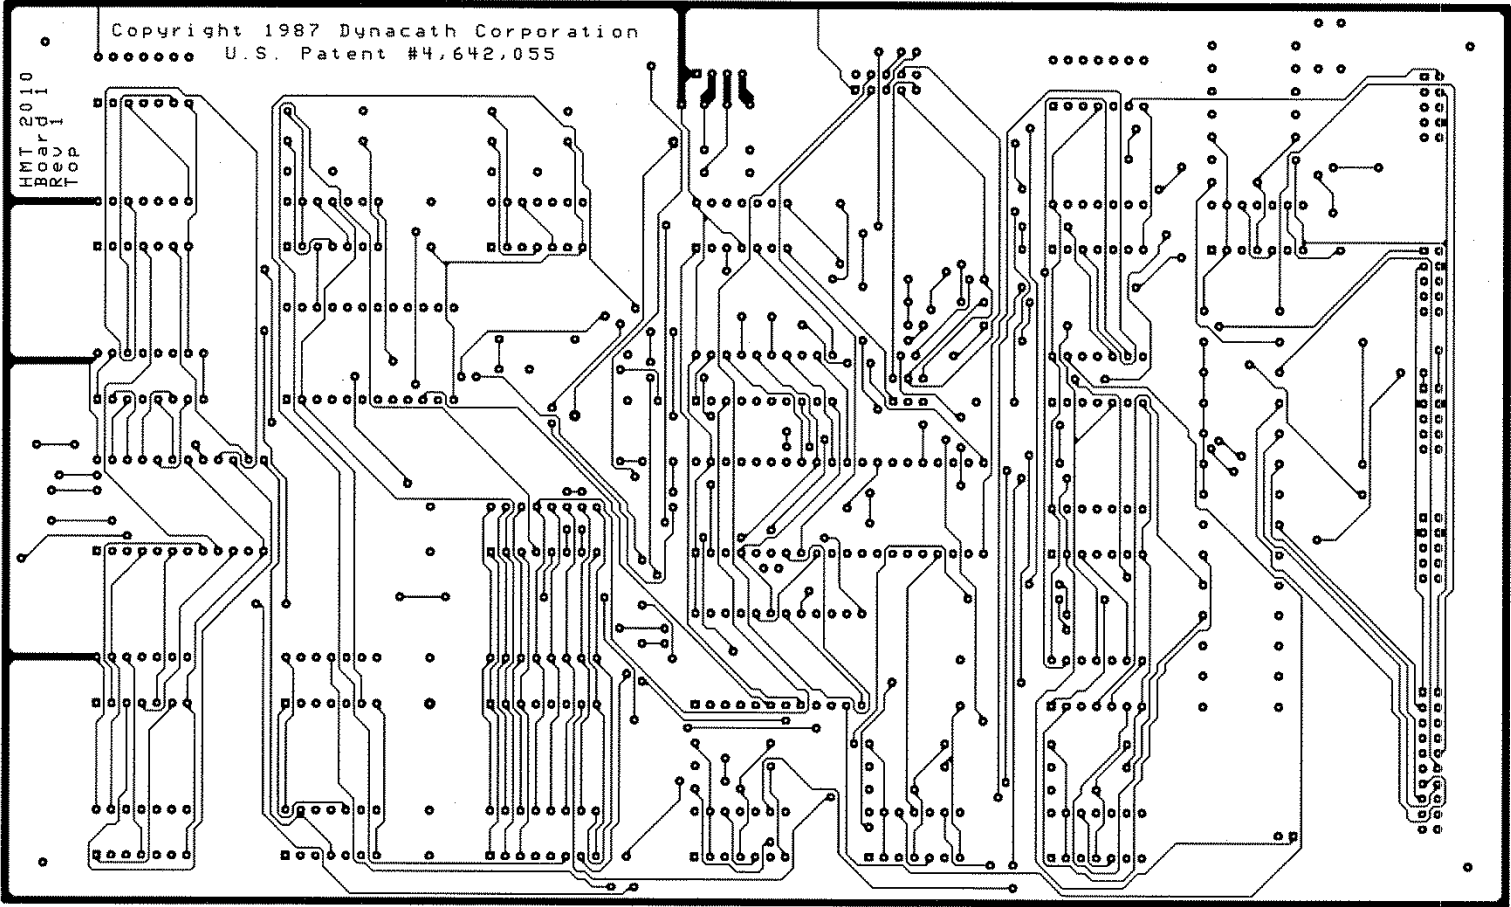 Copyright 1987 Dynacath Corporation
U.S. Patent #4,642,055
HMT 2010
Board 1
Rev 1
Top